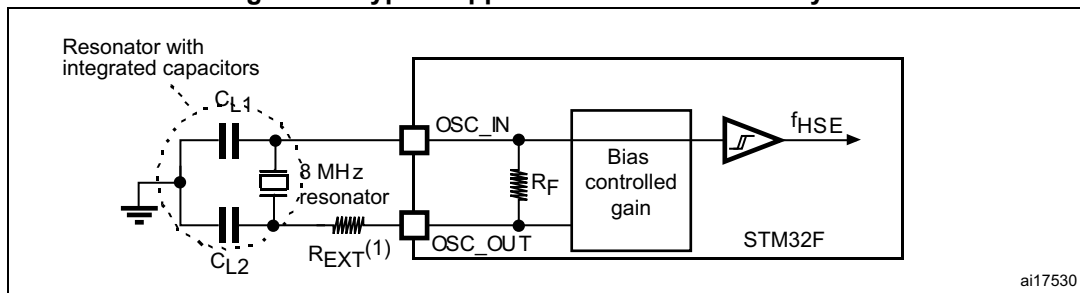 Resonator with
integrated capacitors
CL1
OSC_IN
fHSE
8 MHz
resonator
RF
Bias
controlled
gain
OSC_OUT
STM32F
REXT(1)
CL2
ai17530